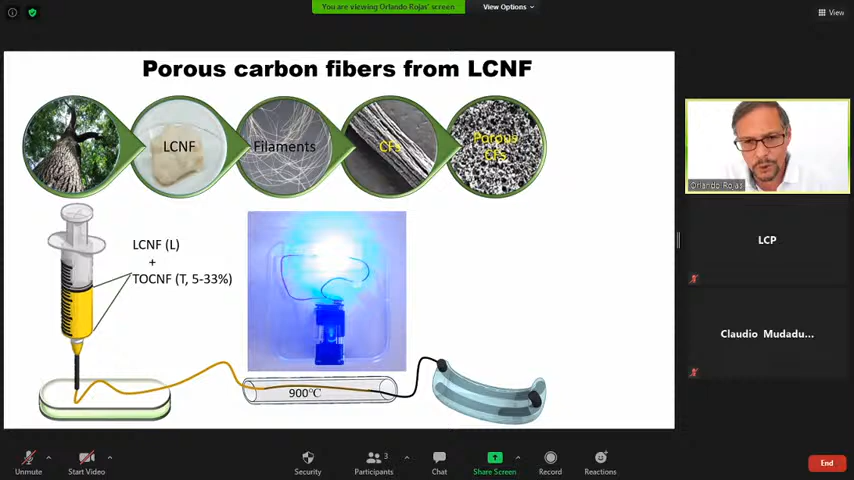 You are viewing Orlando Rojas' screen
View Options
View
Porous carbon fibers from LCNF
LCNF
Filaments
CFs
Porous
CFs
LCNF (L)
+
TOCNF (T, 5-33%)
900℃
Orlando Rojas
LCP
Claudio Mudadu...
Unmute
Start Video
Security
Participants
3
Chat
Share Screen
Record
Reactions
End